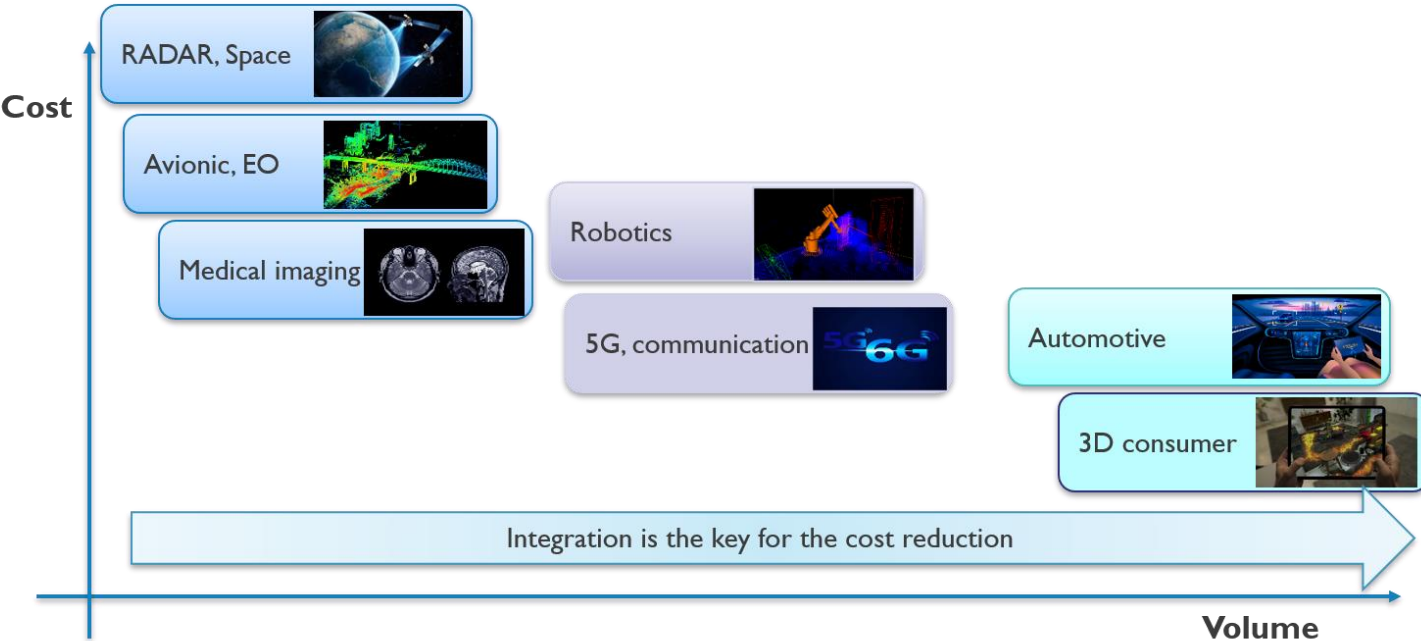 RADAR, Space
Cost
Avionic, EO
Robotics
Medical imaging
5G, communication
5G
6G
Automotive
3D consumer
Integration is the key for the cost reduction
Volume